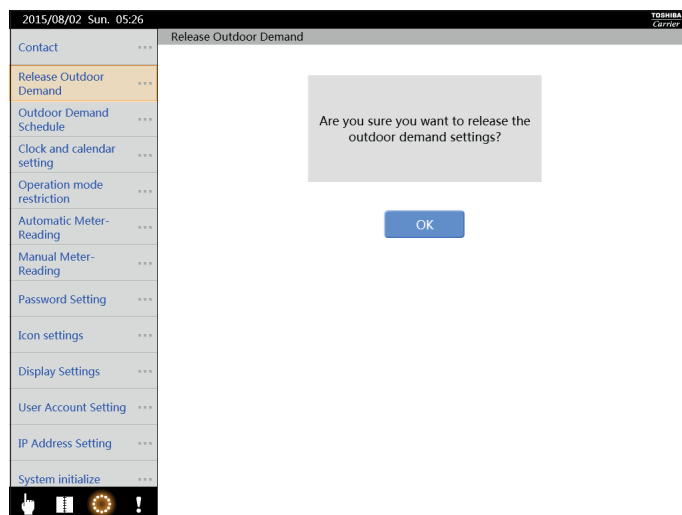 2015/08/02 Sun. 05:26
TOSHIBA
Carrier
Contact
Release Outdoor
Demand
Outdoor Demand
Schedule
Clock and calendar
setting
Operation mode
restriction
Automatic Meter-
Reading
Manual Meter-
Reading
Password Setting
Icon settings
Display Settings
User Account Setting
IP Address Setting
System initialize
Release Outdoor Demand
Are you sure you want to release the
outdoor demand settings?
OK